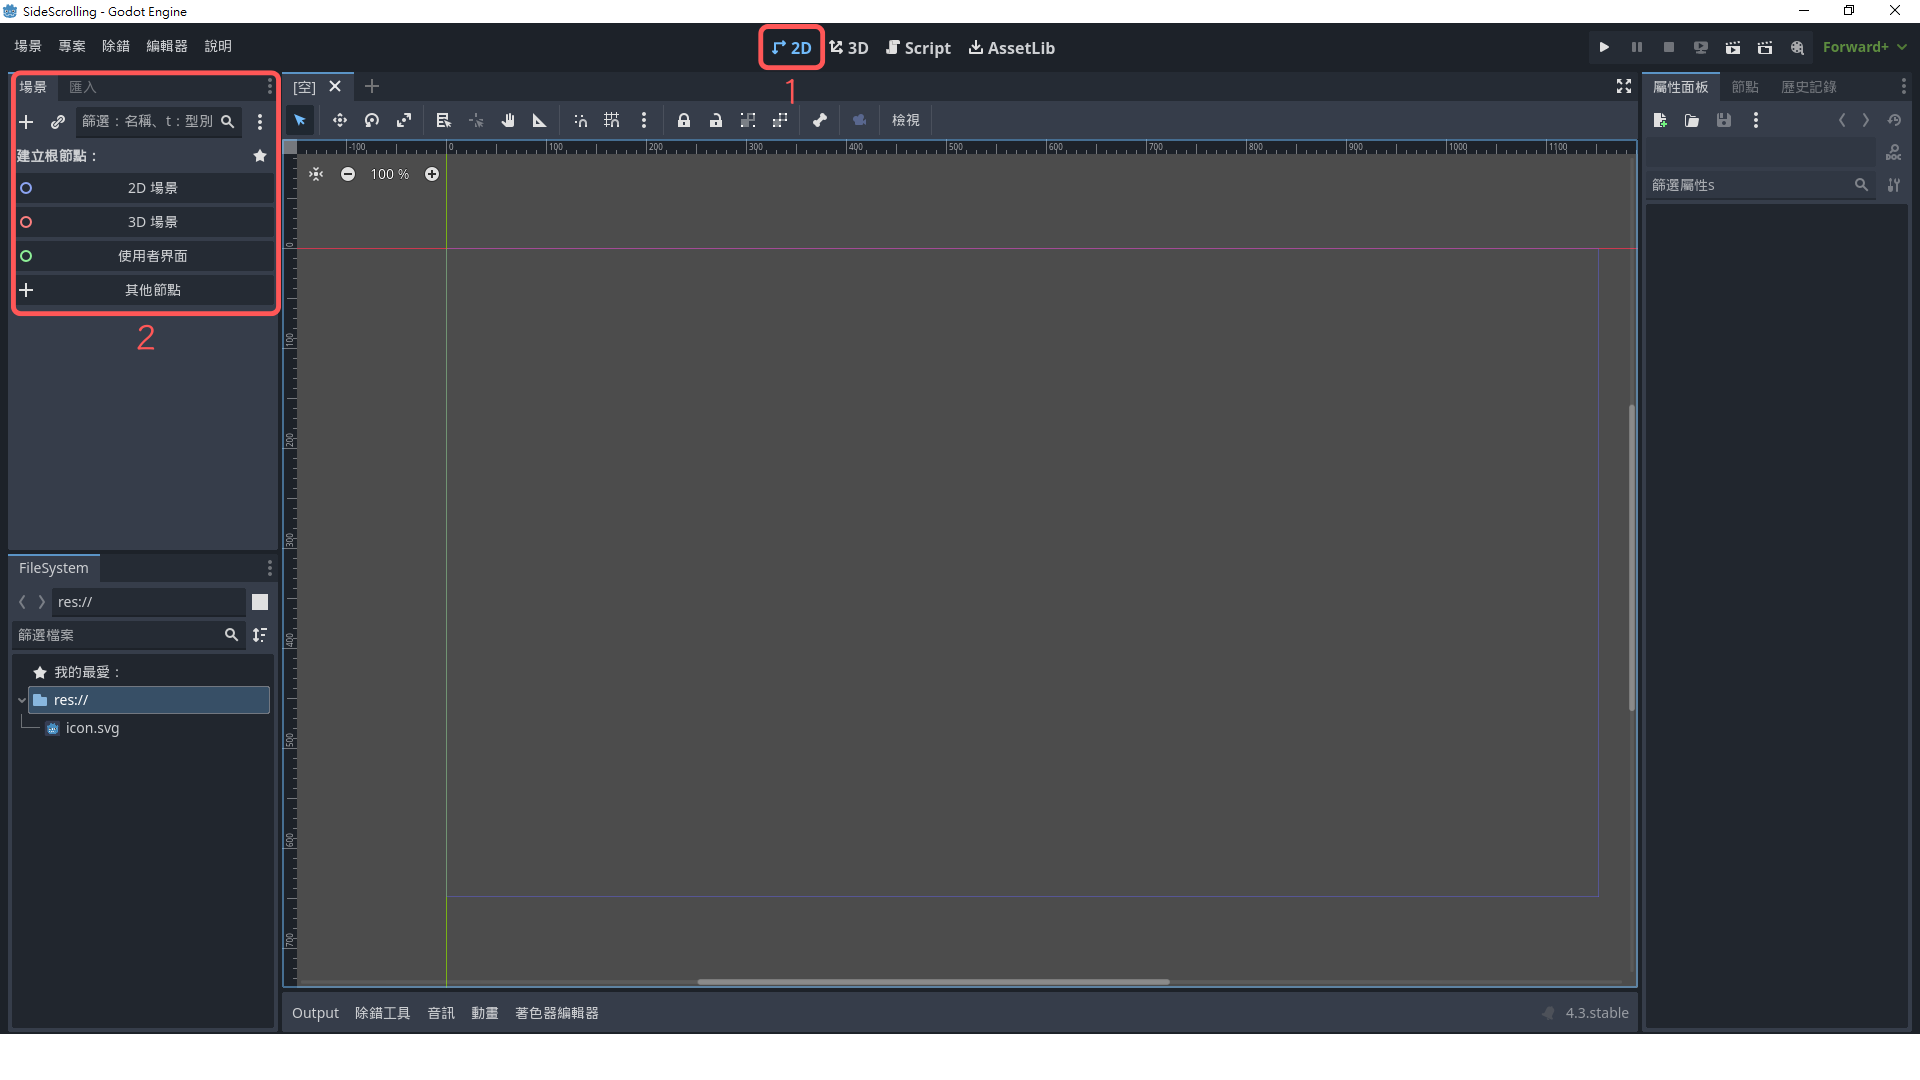 SideScrolling - Godot Engine
場景 專案 除錯 編輯器 說明
2D 3D Script AssetLib
Forward+
1
場景 匯入
篩選：名稱、t：型別
建立根節點：
2D 場景
3D 場景
使用者界面
其他節點
2
[空]
檢視
-100 0 100 200 300 400 500 600 700 800 900 1000 1100
100 %
0
100
200
300
400
500
600
700
FileSystem
res://
篩選檔案
我的最愛：
res://
icon.svg
Output 除錯工具 音訊 動畫 著色器編輯器
4.3.stable
屬性面板 節點 歷史記錄
DOC
篩選屬性s